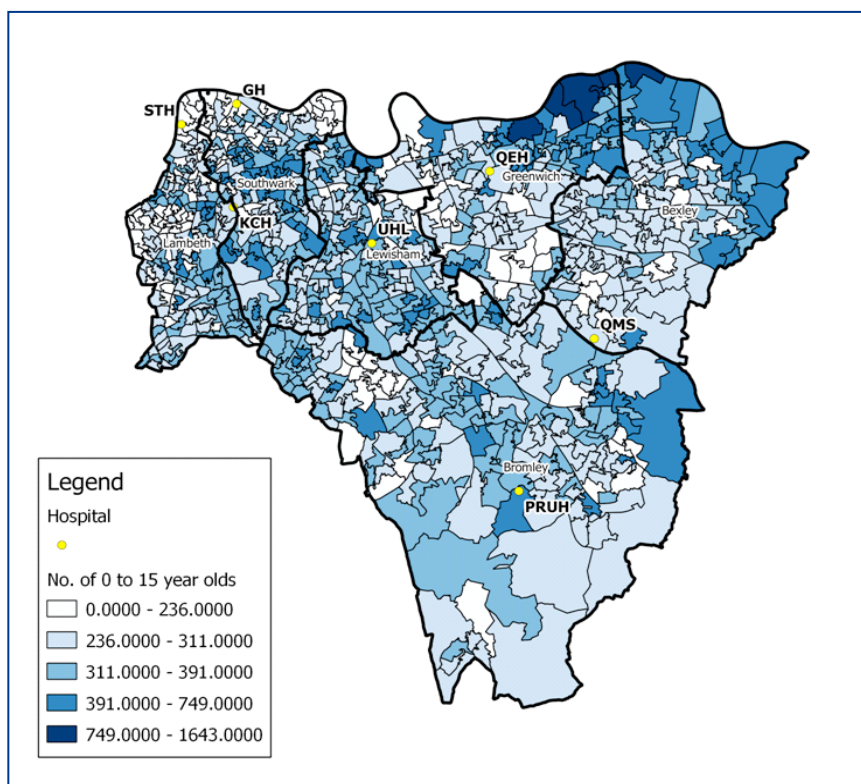 GH
STH
QEH
Greenwich
Southwark
Bexley
KCH
UHL
Lambeth
Lewisham
QMS
Bromley
PRUH
Legend
Hospital
No. of 0 to 15 year olds
0.0000 - 236.0000
236.0000 - 311.0000
311.0000 - 391.0000
391.0000 - 749.0000
749.0000 - 1643.0000